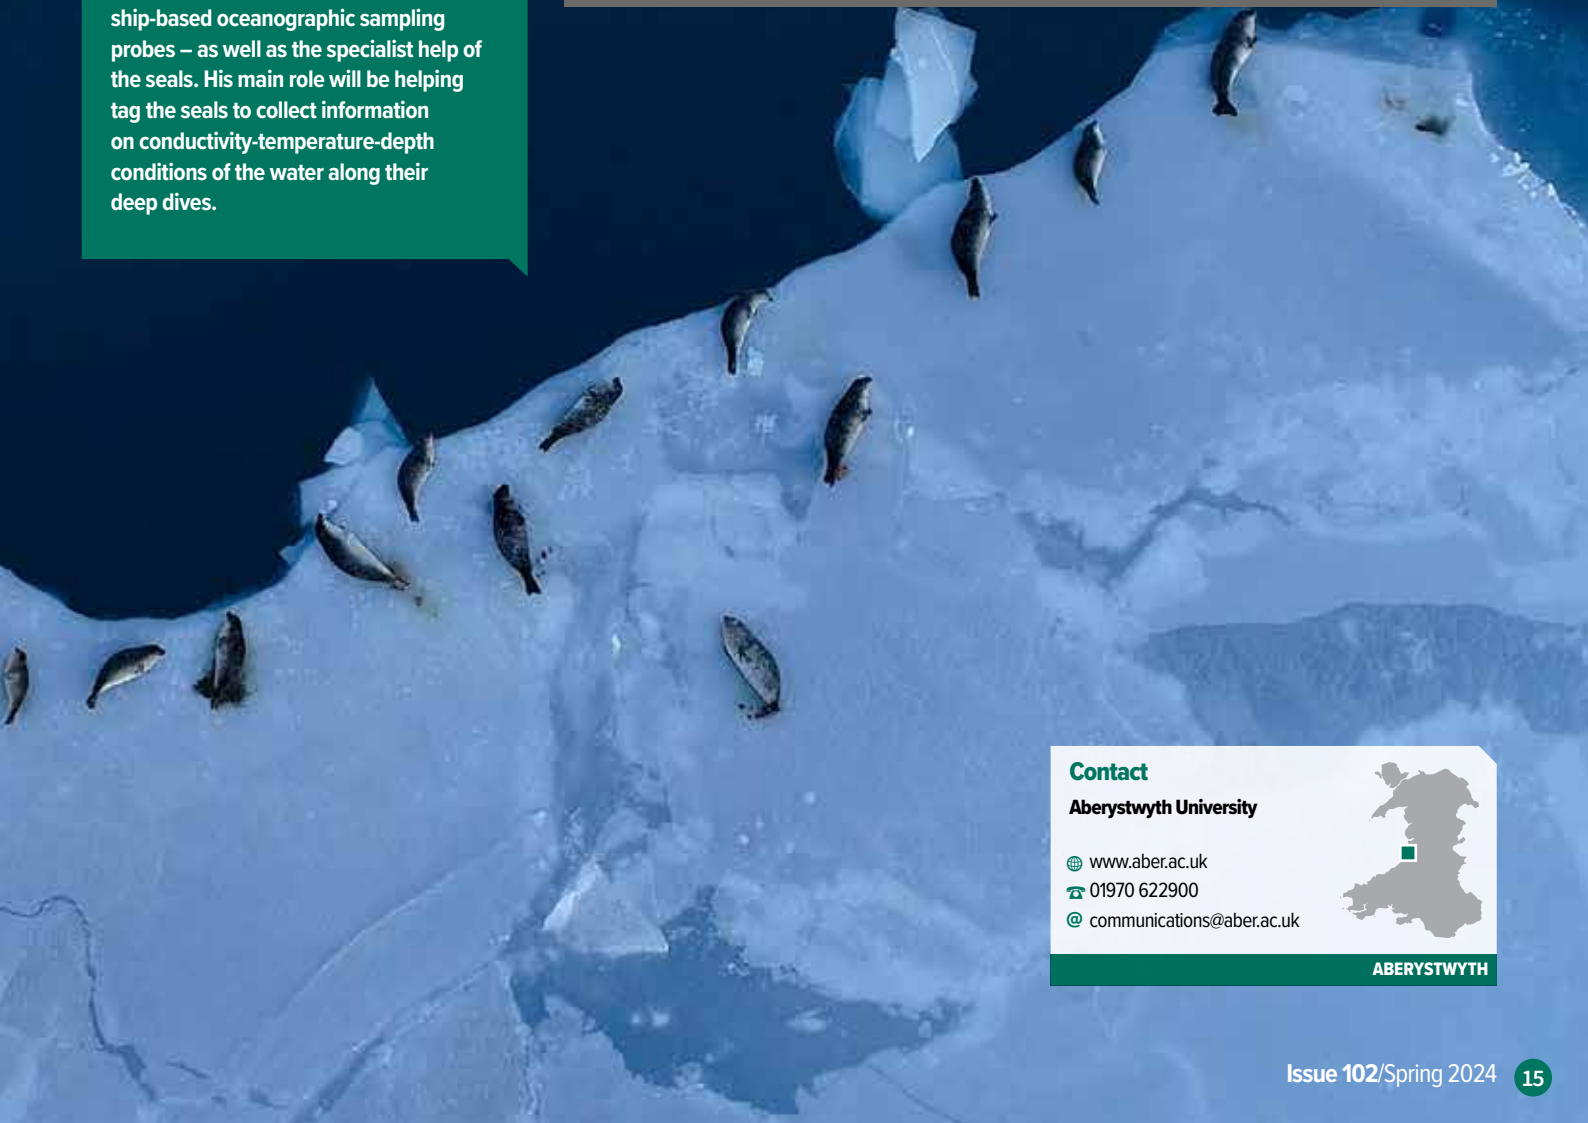 ship-based oceanographic sampling
probes – as well as the specialist help of
the seals. His main role will be helping
tag the seals to collect information
on conductivity-temperature-depth
conditions of the water along their
deep dives.
Contact
Aberystwyth University
www.aber.ac.uk
01970 622900
@ communications@aber.ac.uk
ABERYSTWYTH
Issue 102/Spring 2024 15